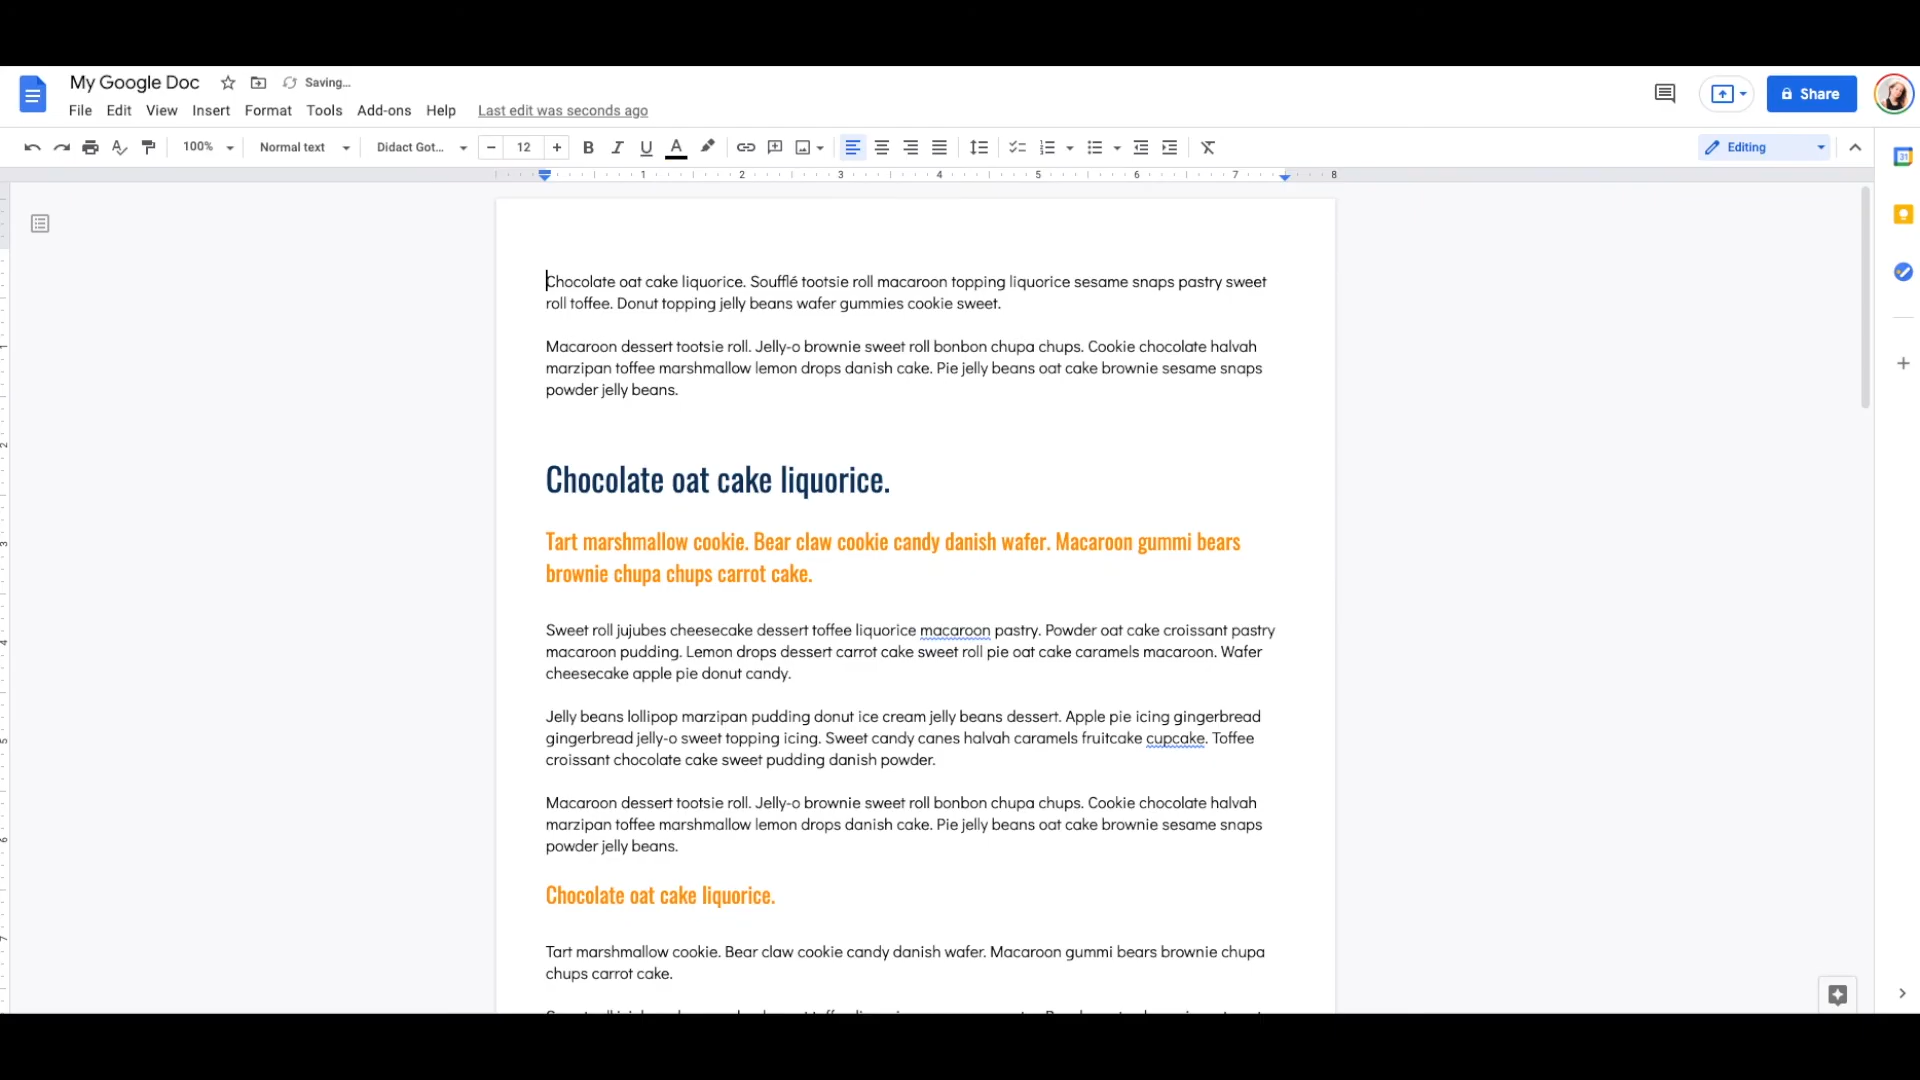 My Google Doc Saving...
File Edit View Insert Format Tools Add-ons Help Last edit was seconds ago
Share
100% Normal text Didact Got... 12 Editing
1 2 3 4 5 6 7 8
Chocolate oat cake liquorice. Soufflé tootsie roll macaroon topping liquorice sesame snaps pastry sweet
roll toffee. Donut topping jelly beans wafer gummies cookie sweet.
Macaroon dessert tootsie roll. Jelly-o brownie sweet roll bonbon chupa chups. Cookie chocolate halvah
marzipan toffee marshmallow lemon drops danish cake. Pie jelly beans oat cake brownie sesame snaps
powder jelly beans.
Chocolate oat cake liquorice.
Tart marshmallow cookie. Bear claw cookie candy danish wafer. Macaroon gummi bears
brownie chupa chups carrot cake.
Sweet roll jujubes cheesecake dessert toffee liquorice macaroon pastry. Powder oat cake croissant pastry
macaroon pudding. Lemon drops dessert carrot cake sweet roll pie oat cake caramels macaroon. Wafer
cheesecake apple pie donut candy.
Jelly beans lollipop marzipan pudding donut ice cream jelly beans dessert. Apple pie icing gingerbread
gingerbread jelly-o sweet topping icing. Sweet candy canes halvah caramels fruitcake cupcake. Toffee
croissant chocolate cake sweet pudding danish powder.
Macaroon dessert tootsie roll. Jelly-o brownie sweet roll bonbon chupa chups. Cookie chocolate halvah
marzipan toffee marshmallow lemon drops danish cake. Pie jelly beans oat cake brownie sesame snaps
powder jelly beans.
Chocolate oat cake liquorice.
Tart marshmallow cookie. Bear claw cookie candy danish wafer. Macaroon gummi bears brownie chupa
chups carrot cake.